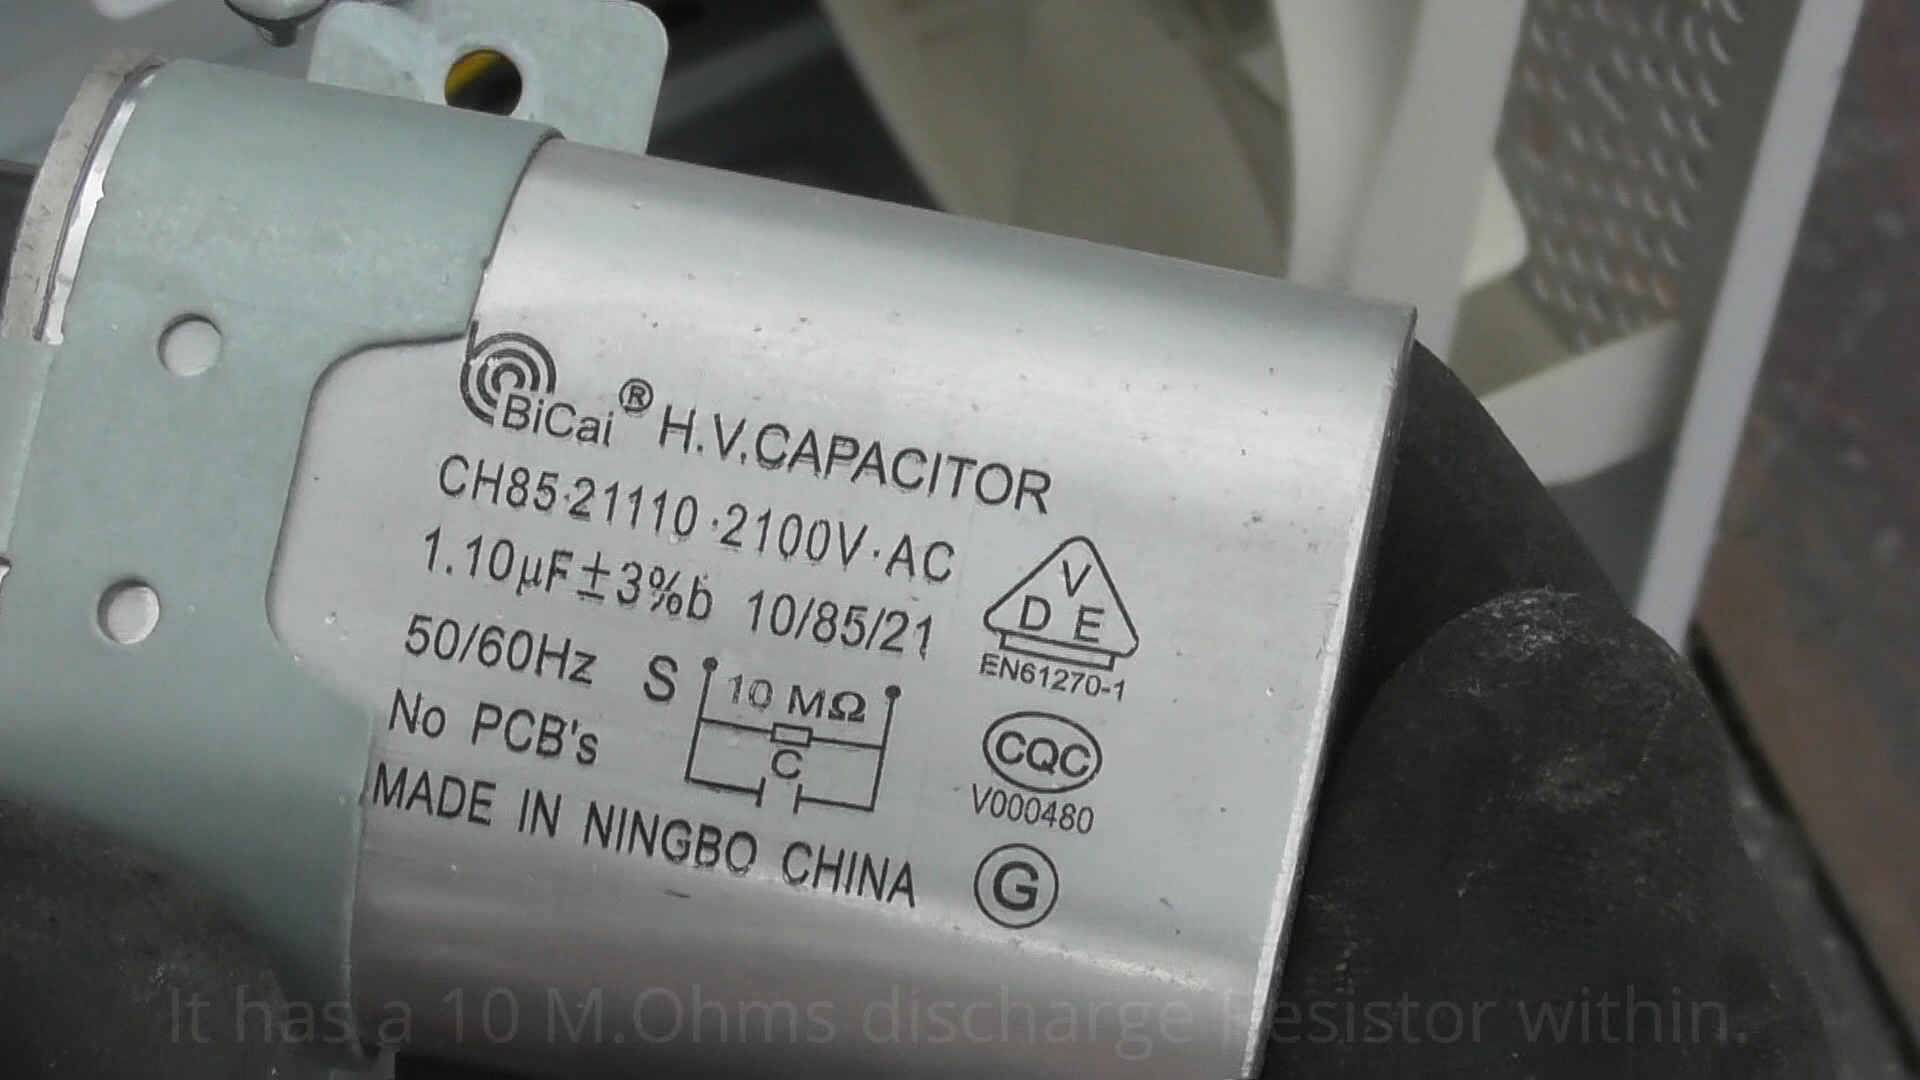 BiCai® H.V.CAPACITOR
CH85·21110·2100V·AC
1.10µF±3%b 10/85/21
50/60Hz S
10 MΩ
C
No PCB's
MADE IN NINGBO CHINA
VDE
EN61270-1
CQC
V000480
G
It has a 10 M.Ohms discharge Resistor within.